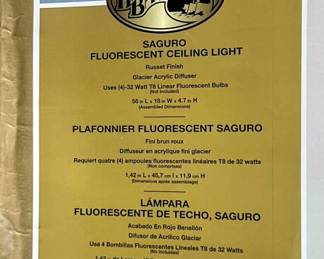 SAGURO
FLUORESCENT CEILING LIGHT
Russet Finish
Glacier Acrylic Diffuser
Uses (4)-32 Watt T8 Linear Fluorescent Bulbs
(Not Included)
56 in L x 18 in W x 4.7 in H
(Assembled Dimensions)
PLAFONNIER FLUORESCENT SAGURO
Fini brun roux
Diffuseur en acrylique fini glacier
Requiert quatre (4) ampoules fluorescentes linéaires T8 de 32 watts
(Non comprises)
1,42 m L x 45,7 cm l x 11,9 cm H
(Dimensions après assemblage)
LÁMPARA
FLUORESCENTE DE TECHO, SAGURO
Acabado En Rojo Benellón
Difusor de Acrílico Glaciar
Use 4 Bombillas Fluorescentes Lineales T8 de 32 Watts
(No Incluidas)